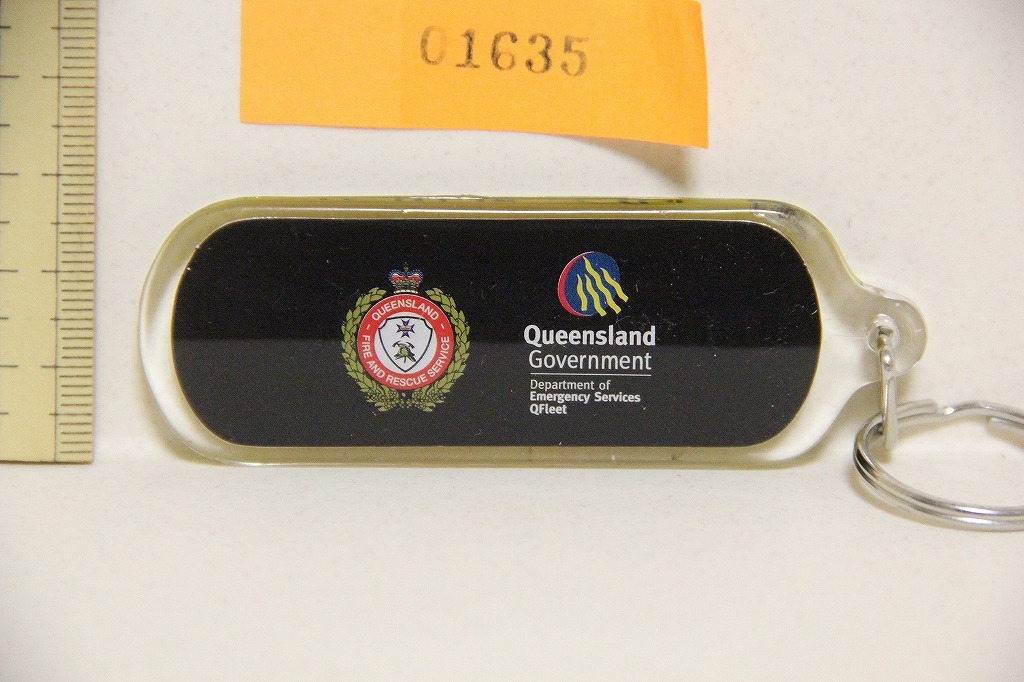 01635
QUEENSLAND
FIRE AND RESCUE SERVICE
Queensland
Government
Department of
Emergency Services
QFleet